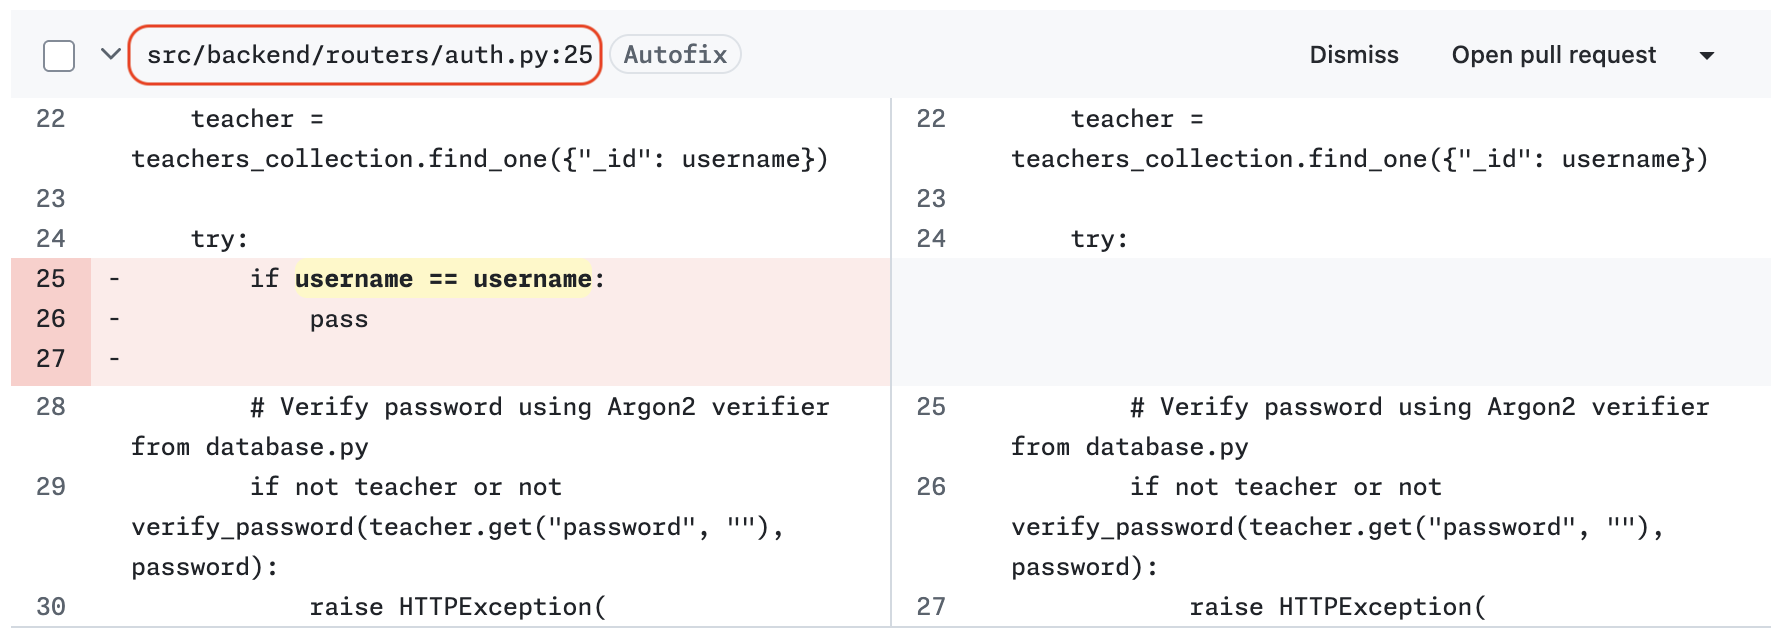 src/backend/routers/auth.py:25 Autofix Dismiss Open pull request
22 teacher =
teachers_collection.find_one({"_id": username})
23
24 try:
25 - if username == username:
26 - pass
27 -
28 # Verify password using Argon2 verifier
from database.py
29 if not teacher or not
verify_password(teacher.get("password", ""),
password):
30 raise HTTPException(
22 teacher =
teachers_collection.find_one({"_id": username})
23
24 try:
25 # Verify password using Argon2 verifier
from database.py
26 if not teacher or not
verify_password(teacher.get("password", ""),
password):
27 raise HTTPException(